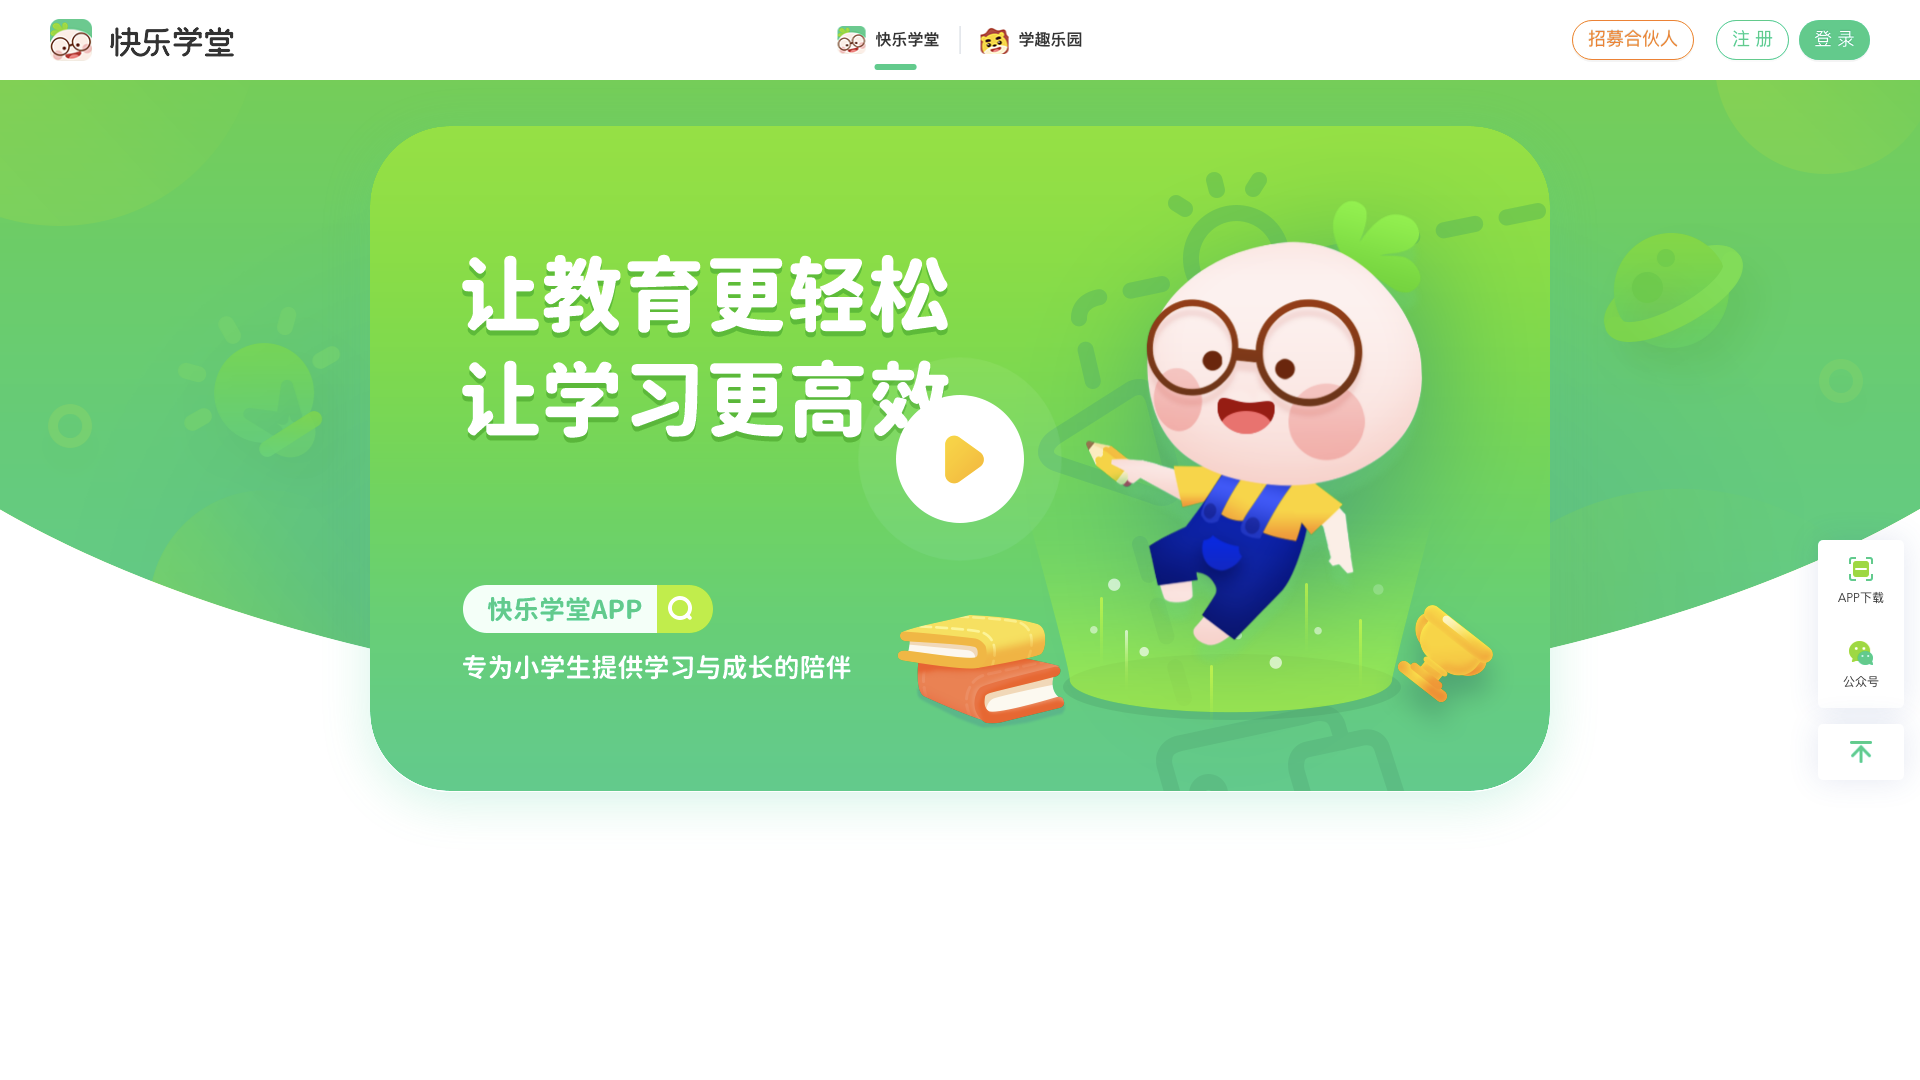 快乐学堂
快乐学堂
学趣乐园
招募合伙人
注 册
登 录
让教育更轻松
让学习更高效
快乐学堂APP
专为小学生提供学习与成长的陪伴
APP下载
公众号